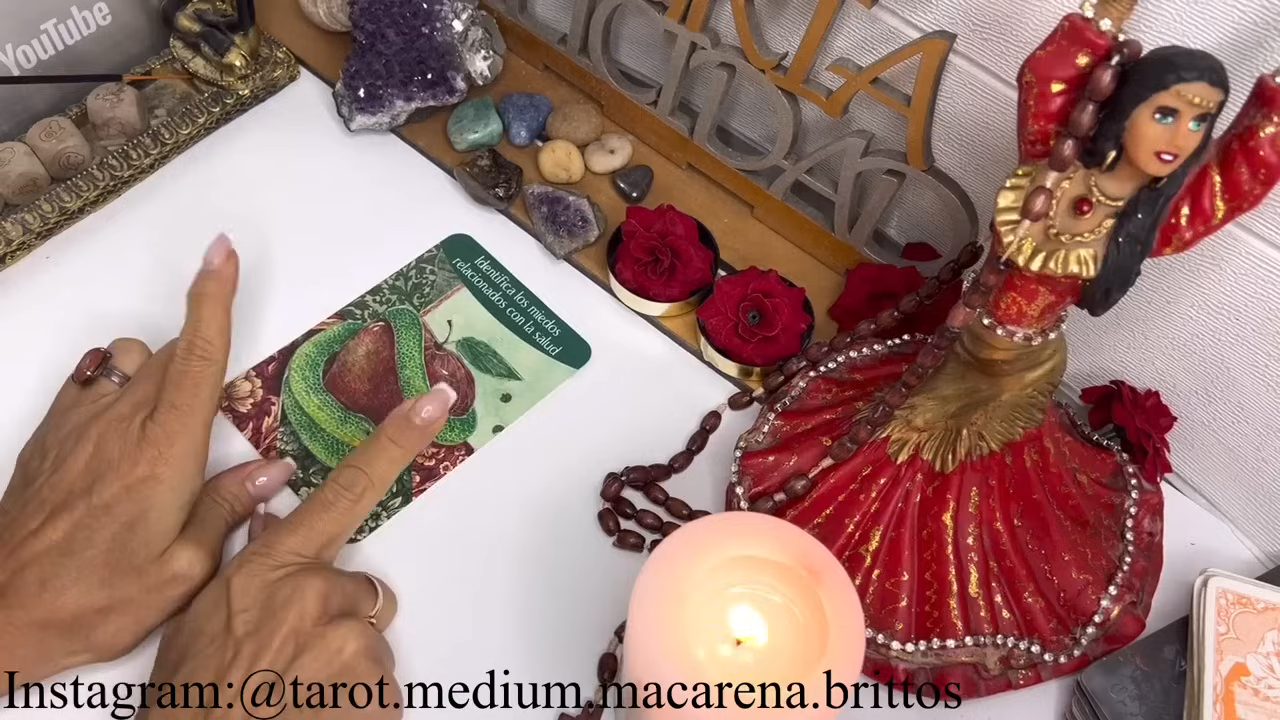 YouTube
Identifica los miedos
relacionados con la salud
Instagram:@tarot.medium.macarena.brittos